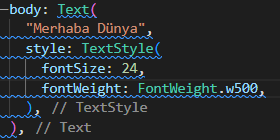 body: Text(
"Merhaba Dünya",
style: TextStyle(
fontSize: 24,
fontWeight: FontWeight.w500,
), // TextStyle
), // Text